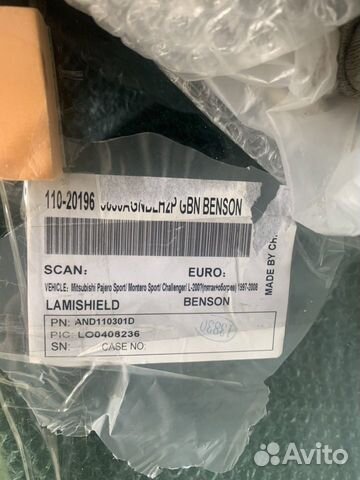 110-20196 GBN BENSON
SCAN: EURO:
VEHICLE: Mitsubishi Pajero Sport/ Montero Sport/ Challenger/ L-200 1997-2008
LAMISHIELD BENSON
PN: AND110301D
PIC: LO0408236
SN: CASE NO:
MADE BY
Avito